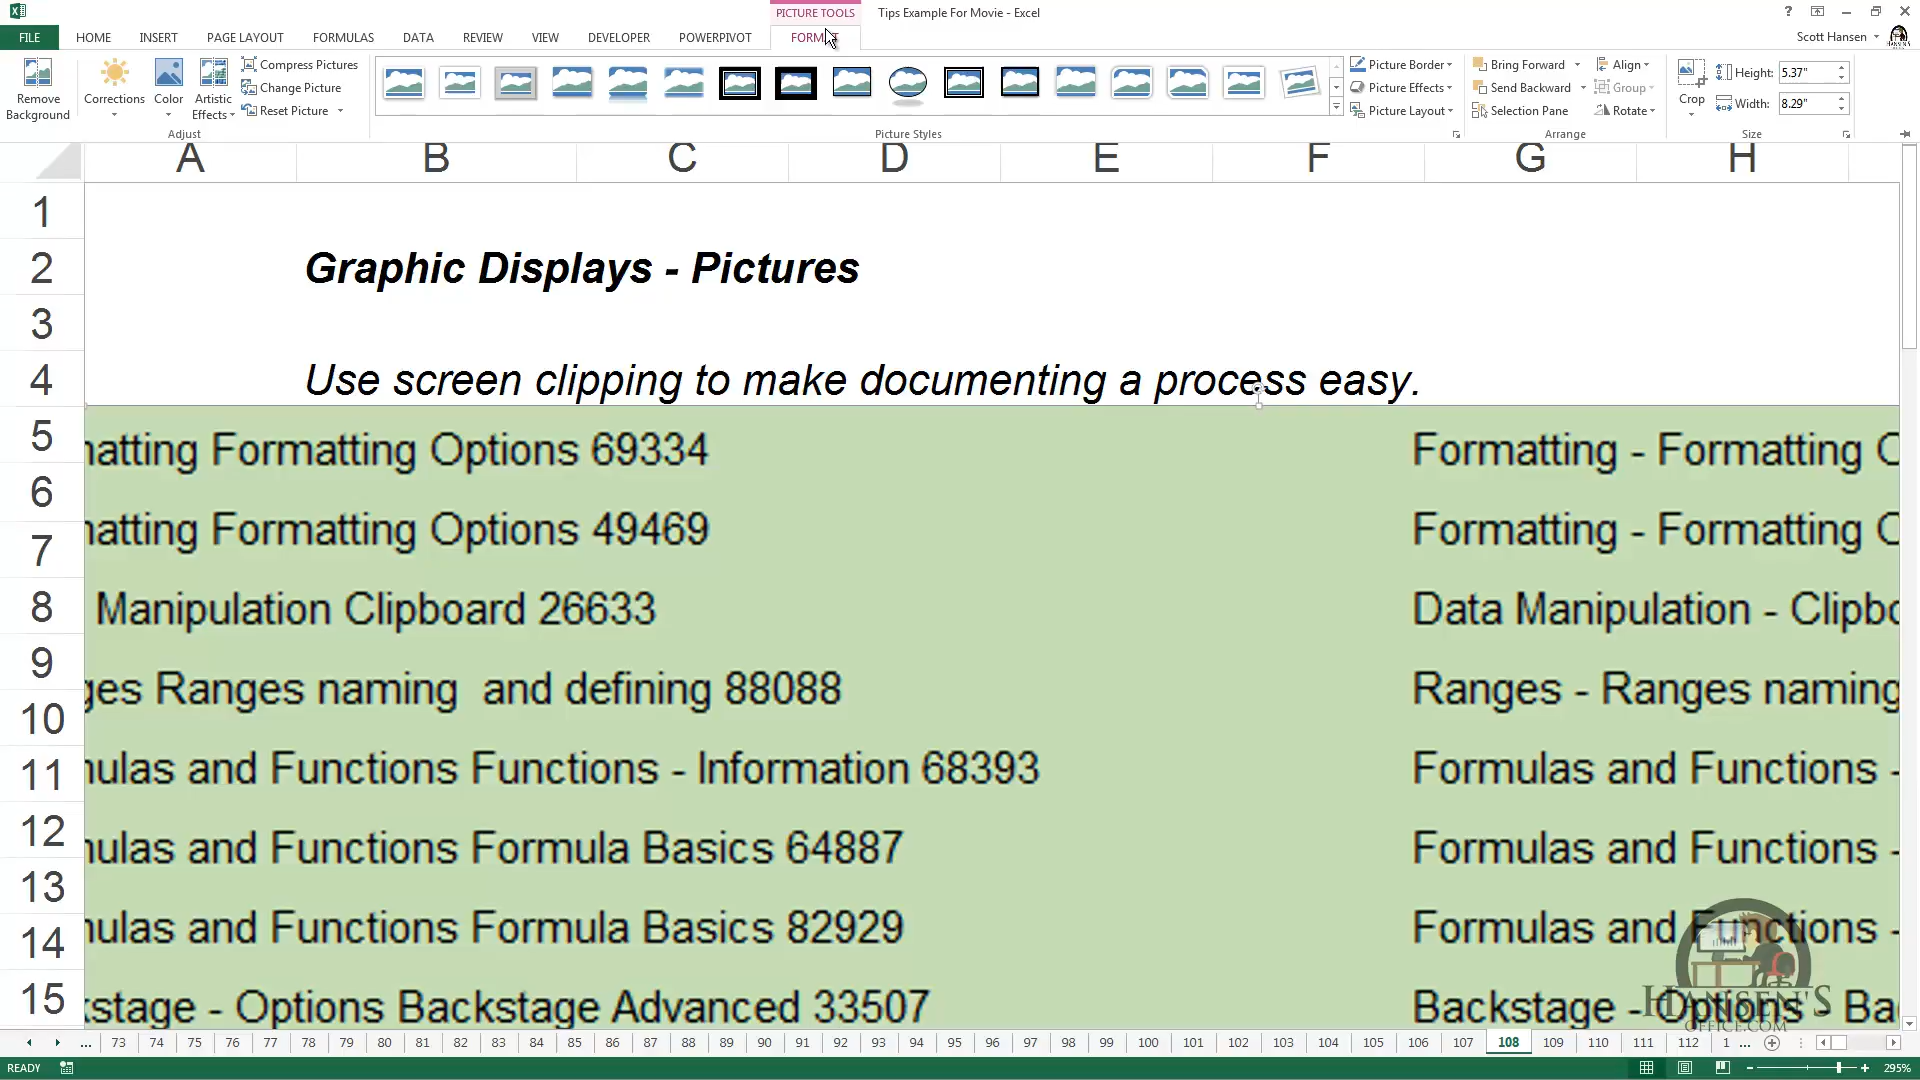 PICTURE TOOLS
Tips Example For Movie - Excel
?
FILE HOME INSERT PAGE LAYOUT FORMULAS DATA REVIEW VIEW DEVELOPER POWERPIVOT
Scott Hansen
Remove Background
Corrections
Color
Artistic Effects
Compress Pictures
Change Picture
Reset Picture
Picture Border
Picture Effects
Picture Layout
Bring Forward
Send Backward
Selection Pane
Align
Group
Rotate
Crop
Height: 5.37"
Width: 8.29"
Adjust Picture Styles Arrange Size
A B C D E F G H
1
2 Graphic Displays - Pictures
3
4 Use screen clipping to make documenting a process easy.
5 matting Formatting Options 69334 Formatting - Formatting
6
7 matting Formatting Options 49469 Formatting - Formatting
8 Manipulation Clipboard 26633 Data Manipulation -
9
10 Ranges naming and defining 88088 Ranges - Ranges naming
11 and Functions Functions - Information 68393 Formulas and Functions -
12 and Functions Formula Basics 64887 Formulas and Functions -
13
14 and Functions Formula Basics 82929 Formulas and Functions -
15 - Options Backstage Advanced 33507 Backstage - Options - Ba
HANSEN'S
OFFICE.COM
... 73 74 75 76 77 78 79 80 81 82 83 84 85 86 87 88 89 90 91 92 93 94 95 96 97 98 99 100 101 102 103 104 105 106 107 108 109 110 111 112 1 ...
READY
295%